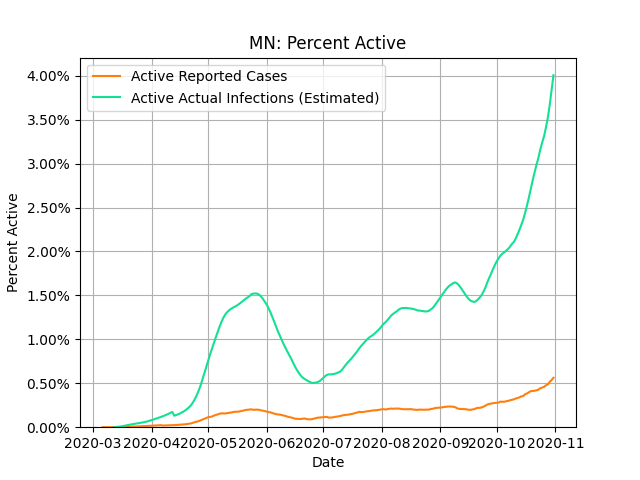 MN: Percent Active
Active Reported Cases
Active Actual Infections (Estimated)
4.00%
3.50%
3.00%
2.50%
2.00%
1.50%
1.00%
0.50%
0.00%
Percent Active
2020-03 2020-04 2020-05 2020-06 2020-07 2020-08 2020-09 2020-10 2020-11
Date